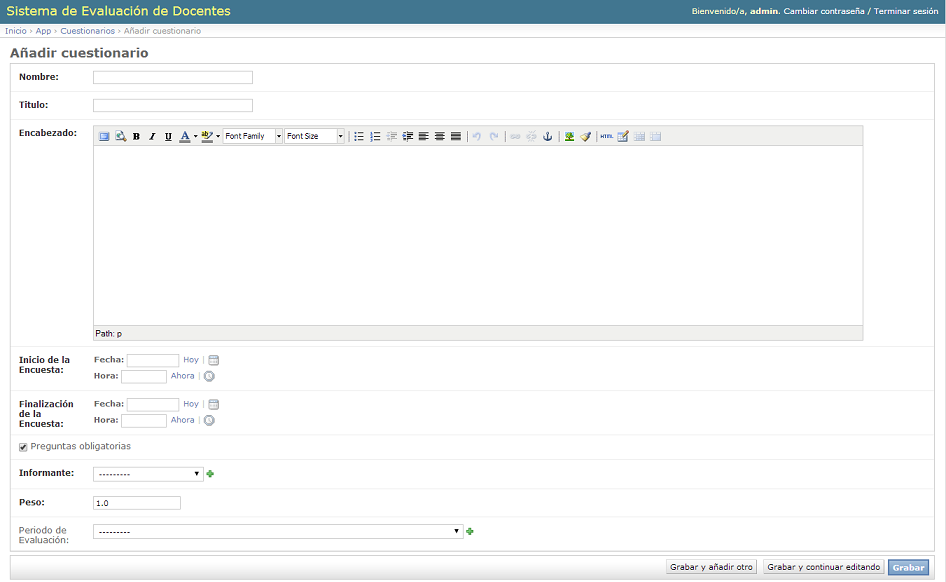 Sistema de Evaluación de Docentes
Bienvenido/a, admin. Cambiar contraseña / Terminar sesión
Inicio › App › Cuestionarios › Añadir cuestionario
Añadir cuestionario
Nombre:
Titulo:
Encabezado:
B I U A ab Font Family Font Size HTML
Path: p
Inicio de la Encuesta:
Fecha: Hoy |
Hora: Ahora |
Finalización de la Encuesta:
Fecha: Hoy |
Hora: Ahora |
Preguntas obligatorias
Informante: ---------
Peso: 1.0
Periodo de Evaluación: ---------
Grabar y añadir otro Grabar y continuar editando Grabar